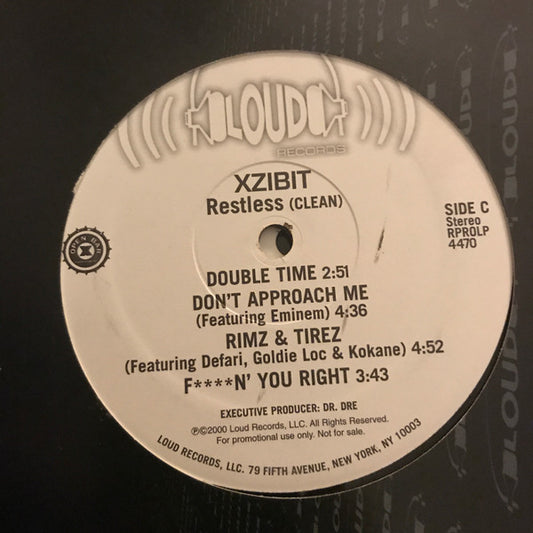 LOUD
RECORDS
XZIBIT
Restless (CLEAN)
SIDE C
Stereo
RPROLP
4470
OPEN BAR
DOUBLE TIME 2:51
DON'T APPROACH ME
(Featuring Eminem) 4:36
RIMZ & TIREZ
(Featuring Defari, Goldie Loc & Kokane) 4:52
F****N' YOU RIGHT 3:43
EXECUTIVE PRODUCER: DR. DRE
℗©2000 Loud Records, LLC. All Rights Reserved.
For promotional use only. Not for sale.
LOUD RECORDS, LLC. 79 FIFTH AVENUE, NEW YORK, NY 10003